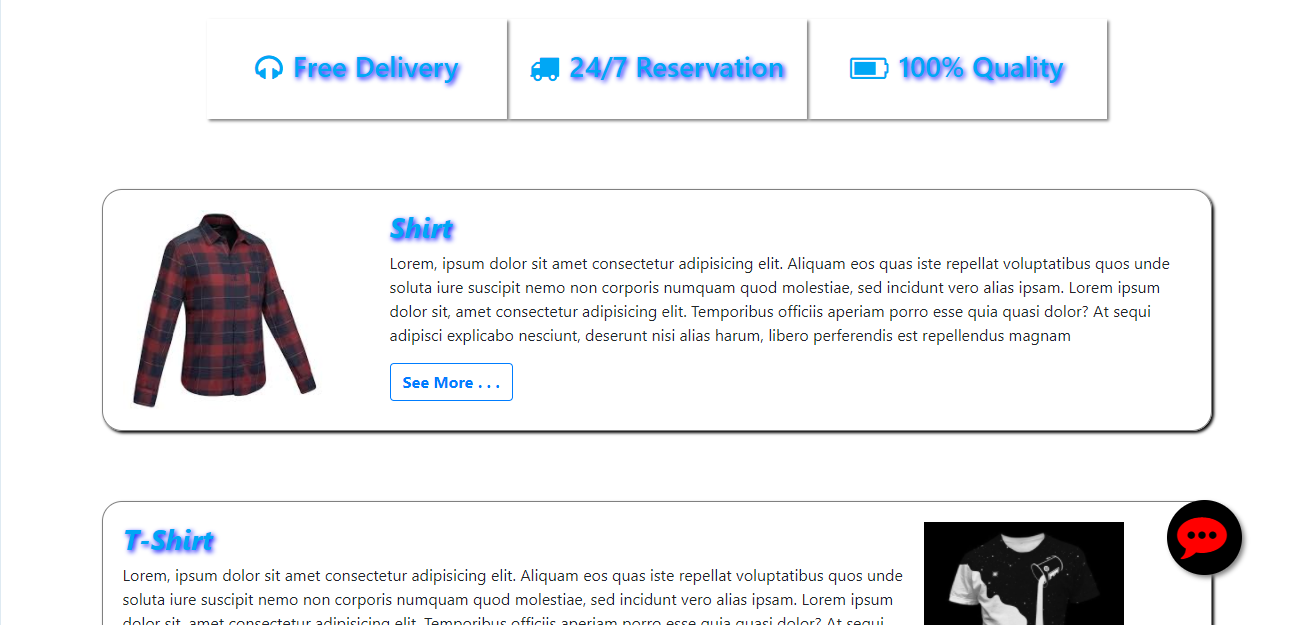 Free Delivery
24/7 Reservation
100% Quality
Shirt
Lorem, ipsum dolor sit amet consectetur adipisicing elit. Aliquam eos quas iste repellat voluptatibus quos unde
soluta iure suscipit nemo non corporis numquam quod molestiae, sed incidunt vero alias ipsam. Lorem ipsum
dolor sit, amet consectetur adipisicing elit. Temporibus officiis aperiam porro esse quia quasi dolor? At sequi
adipisci explicabo nesciunt, deserunt nisi alias harum, libero perferendis est repellendus magnam
See More . . .
T-Shirt
Lorem, ipsum dolor sit amet consectetur adipisicing elit. Aliquam eos quas iste repellat voluptatibus quos unde
soluta iure suscipit nemo non corporis numquam quod molestiae, sed incidunt vero alias ipsam. Lorem ipsum
dolor sit, amet consectetur adipisicing elit. Temporibus officiis aperiam porro esse quia quasi dolor? At sequi